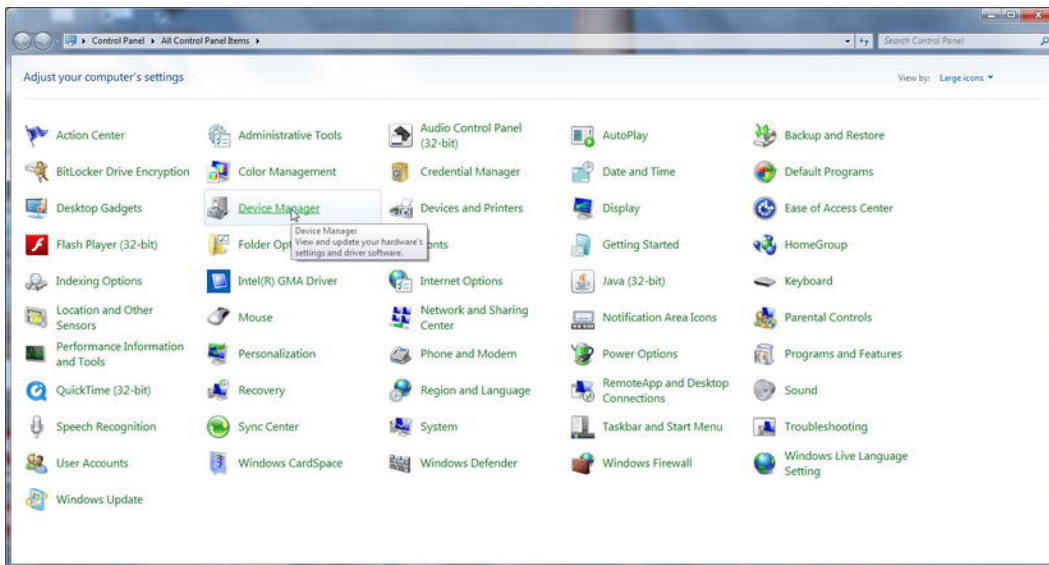 Control Panel ▸ All Control Panel Items ▸
Search Control Panel
Adjust your computer's settings
View by: Large icons
Action Center
Administrative Tools
Audio Control Panel
(32-bit)
AutoPlay
Backup and Restore
BitLocker Drive Encryption
Color Management
Credential Manager
Date and Time
Default Programs
Desktop Gadgets
Device Manager
Devices and Printers
Display
Ease of Access Center
Device Manager
View and update your hardware's
settings and driver software.
Flash Player (32-bit)
Folder Opt
onts
Getting Started
HomeGroup
Indexing Options
Intel(R) GMA Driver
Internet Options
Java (32-bit)
Keyboard
Location and Other
Sensors
Mouse
Network and Sharing
Center
Notification Area Icons
Parental Controls
Performance Information
and Tools
Personalization
Phone and Modem
Power Options
Programs and Features
QuickTime (32-bit)
Recovery
Region and Language
RemoteApp and Desktop
Connections
Sound
Speech Recognition
Sync Center
System
Taskbar and Start Menu
Troubleshooting
User Accounts
Windows CardSpace
Windows Defender
Windows Firewall
Windows Live Language
Setting
Windows Update